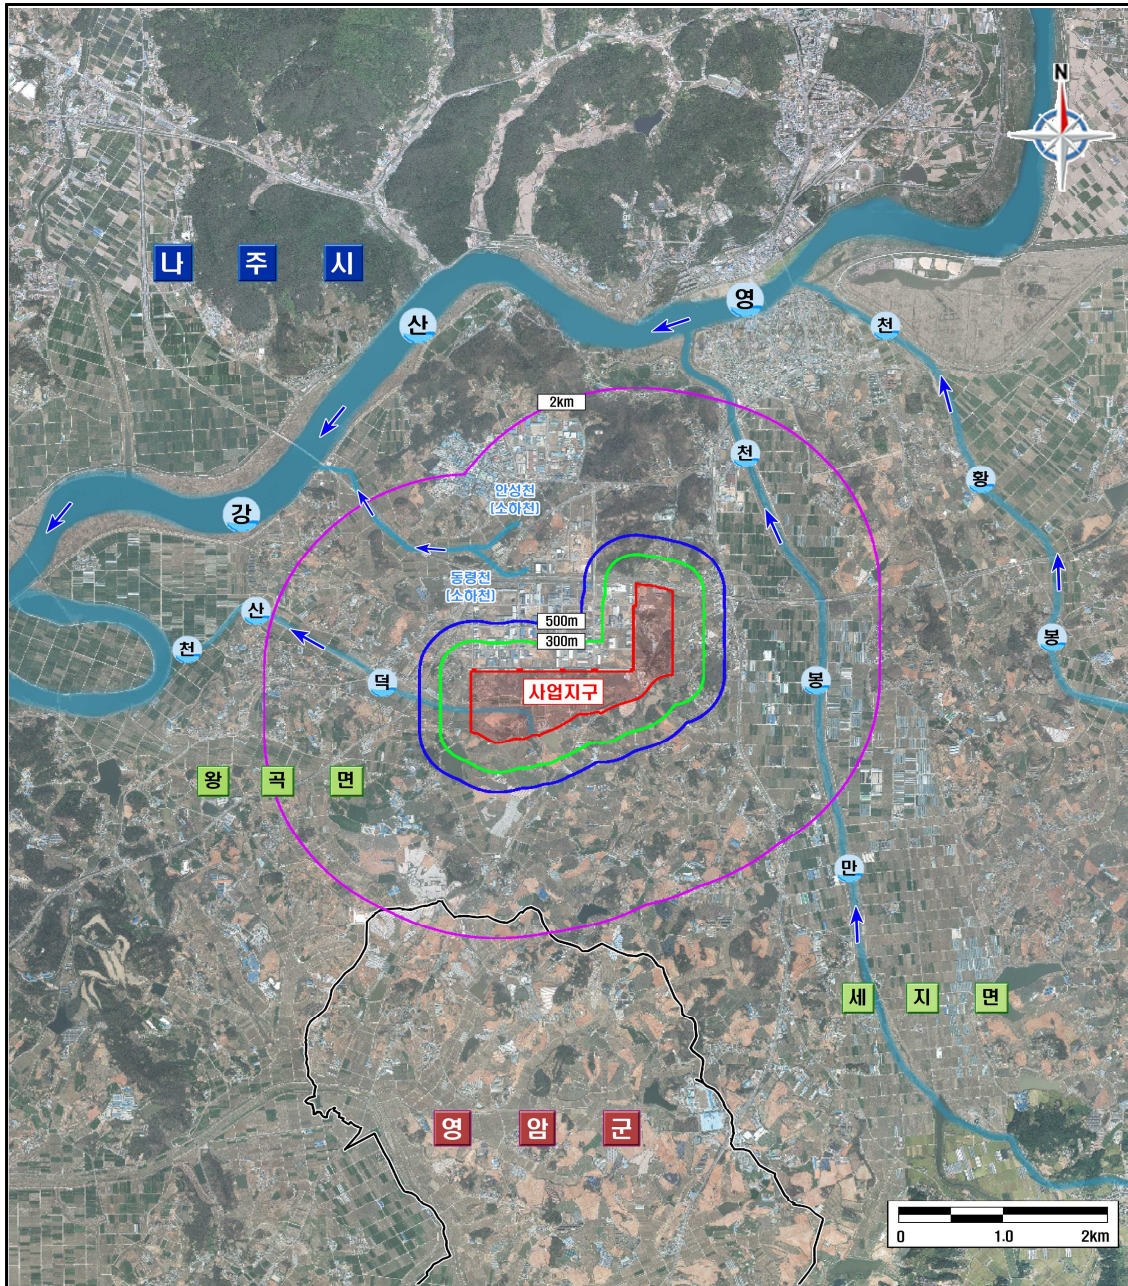 N
나 주 시
영
산
강
천
황
봉
2km
천
봉
만
안성천
(소하천)
동령천
(소하천)
500m
300m
사업지구
산
천
덕
왕 곡 면
세 지 면
영 암 군
0 1.0 2km